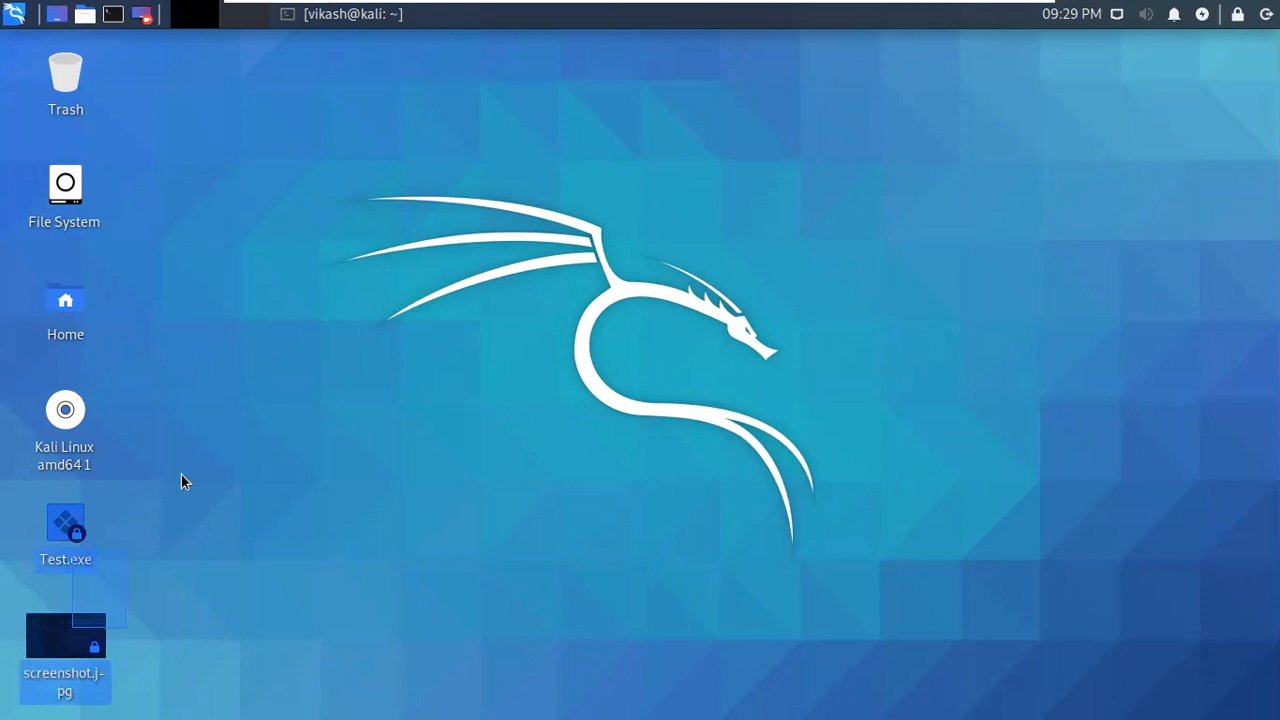 [vikash@kali: ~]
09:29 PM
Trash
File System
Home
Kali Linux
amd64 1
Test.exe
screenshot.j-
pg